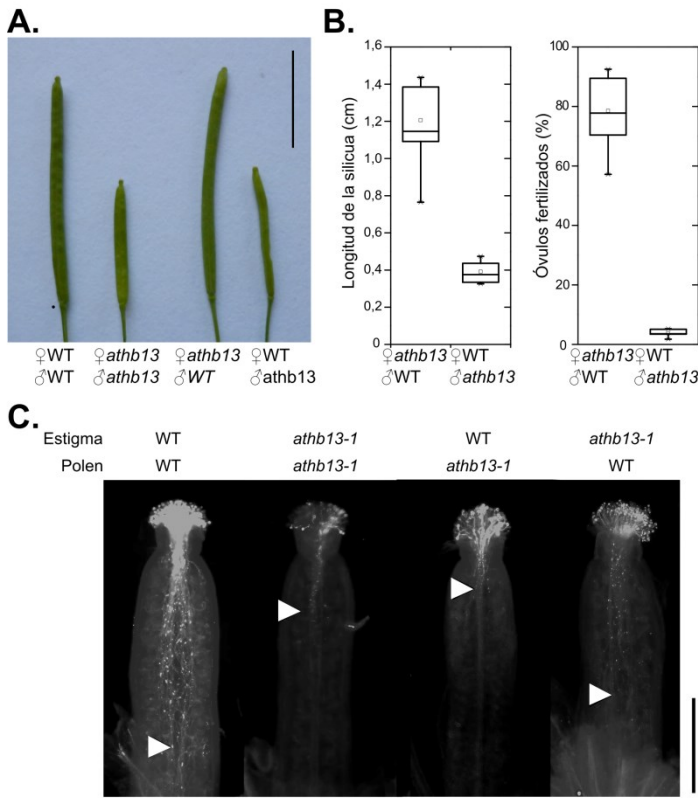 A.
♀WT ♀athb13 ♀athb13 ♀WT
♂WT ♂athb13 ♂WT ♂athb13
B.
Longitud de la silicua (cm)
1,6
1,4
1,2
1,0
0,8
0,6
0,4
0,2
0
♀athb13 ♀WT
♂WT ♂athb13
Óvulos fertilizados (%)
100
80
60
40
20
0
♀athb13 ♀WT
♂WT ♂athb13
C.
Estigma WT athb13-1 WT athb13-1
Polen WT athb13-1 athb13-1 WT